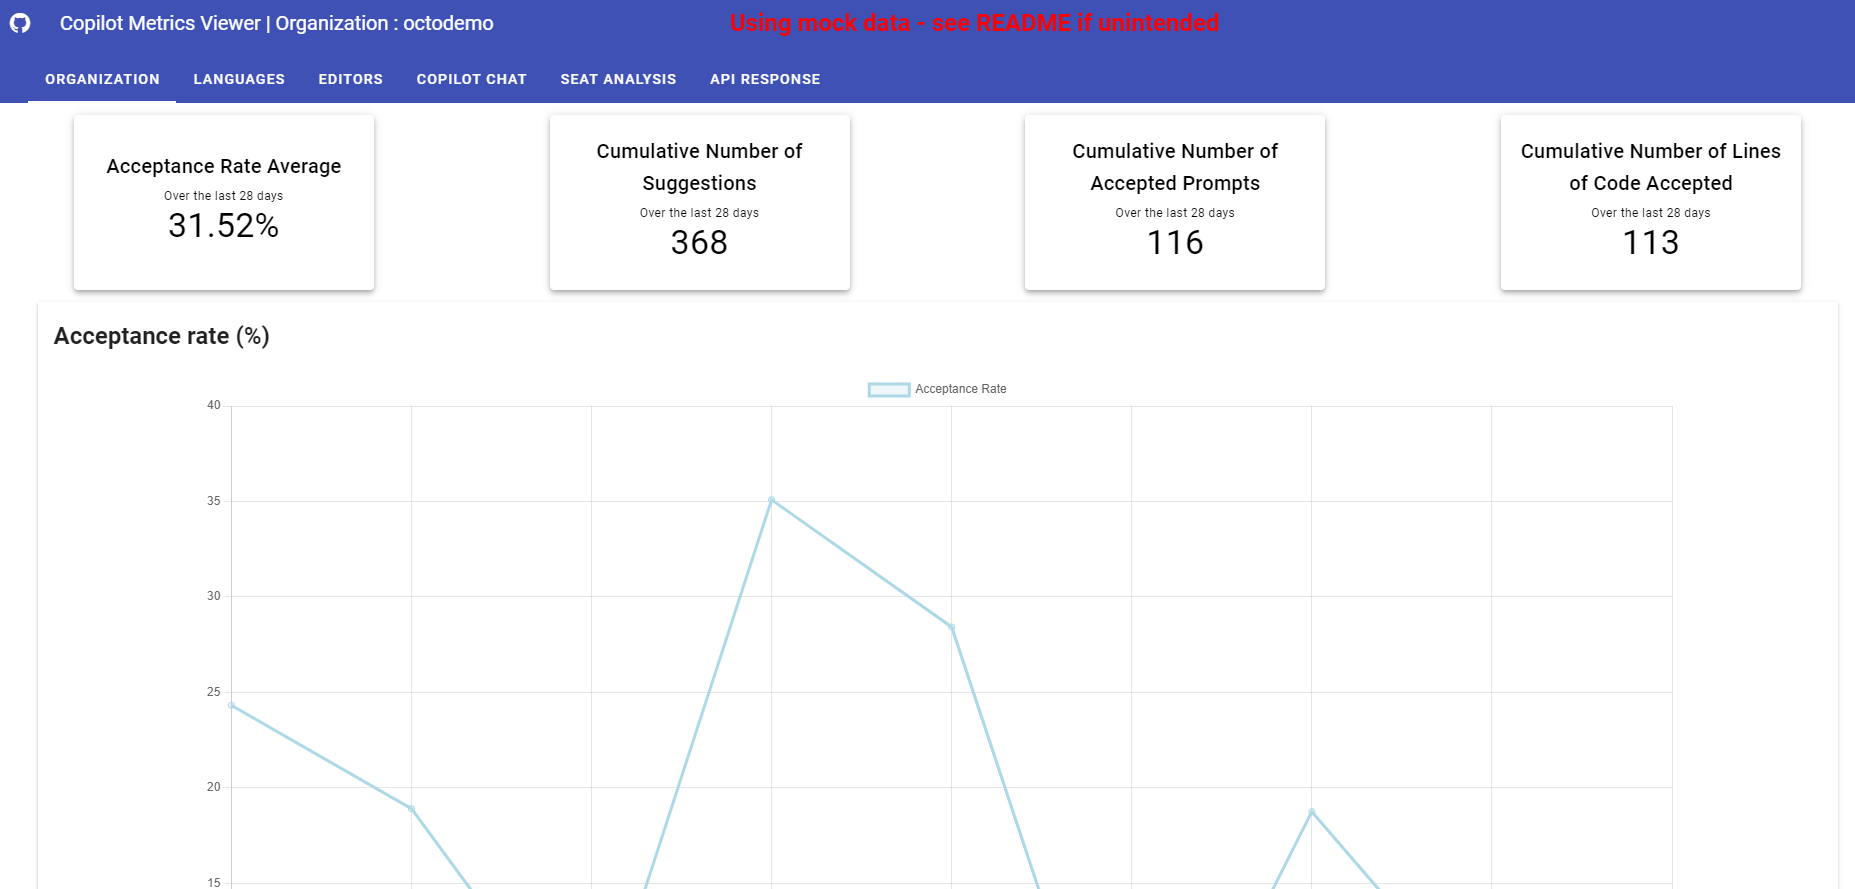 Copilot Metrics Viewer | Organization : octodemo
Using mock data - see README if unintended
ORGANIZATION LANGUAGES EDITORS COPILOT CHAT SEAT ANALYSIS API RESPONSE
Acceptance Rate Average
Over the last 28 days
31.52%
Cumulative Number of
Suggestions
Over the last 28 days
368
Cumulative Number of
Accepted Prompts
Over the last 28 days
116
Cumulative Number of Lines
of Code Accepted
Over the last 28 days
113
Acceptance rate (%)
Acceptance Rate
40
35
30
25
20
15